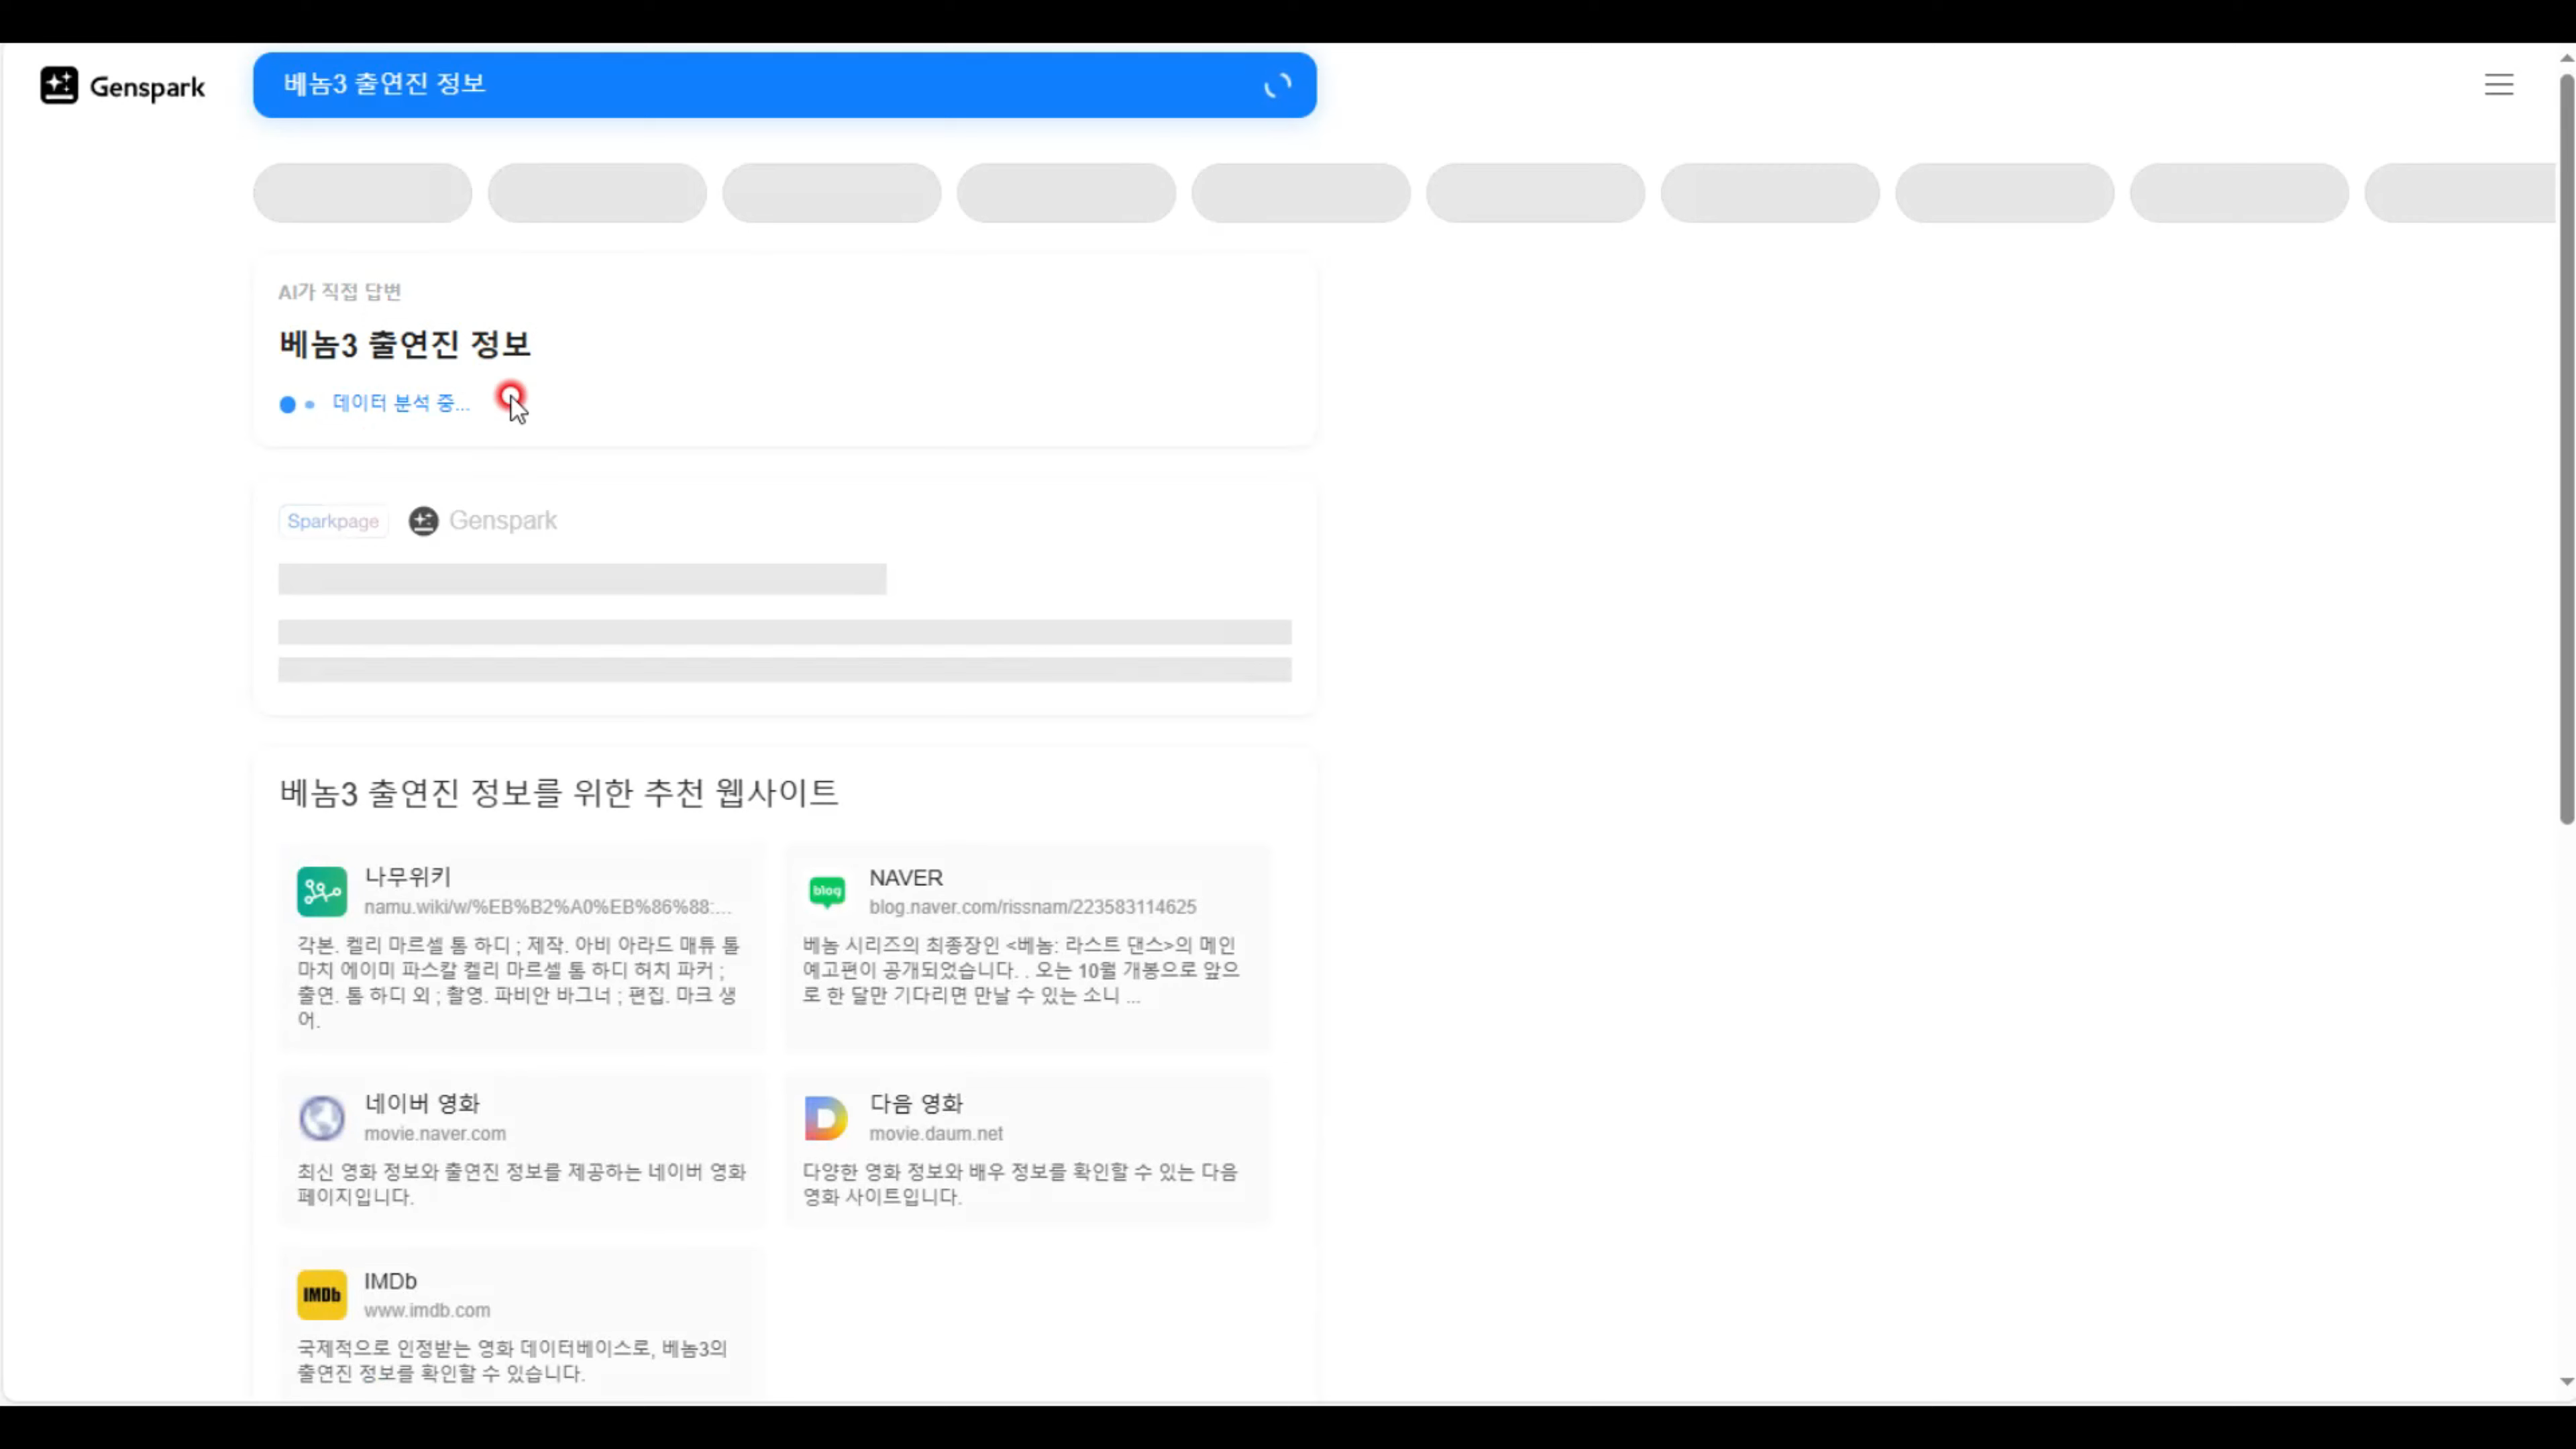 Genspark
베놈3 출연진 정보
AI가 직접 답변
베놈3 출연진 정보
데이터 분석 중...
Sparkpage
Genspark
베놈3 출연진 정보를 위한 추천 웹사이트
나무위키
namu.wiki/w/%EB%B2%A0%EB%86%88:...
각본. 켈리 마르셀 톰 하디 ; 제작. 아비 아라드 매튜 톨
마치 에이미 파스칼 켈리 마르셀 톰 하디 허치 파커 ;
출연. 톰 하디 외 ; 촬영. 파비안 바그너 ; 편집. 마크 생
어.
blog
NAVER
blog.naver.com/rissnam/223583114625
베놈 시리즈의 최종장인 <베놈: 라스트 댄스>의 메인
예고편이 공개되었습니다. . 오는 10월 개봉으로 앞으
로 한 달만 기다리면 만날 수 있는 소니 ...
네이버 영화
movie.naver.com
최신 영화 정보와 출연진 정보를 제공하는 네이버 영화
페이지입니다.
다음 영화
movie.daum.net
다양한 영화 정보와 배우 정보를 확인할 수 있는 다음
영화 사이트입니다.
IMDb
IMDb
www.imdb.com
국제적으로 인정받는 영화 데이터베이스로, 베놈3의
출연진 정보를 확인할 수 있습니다.